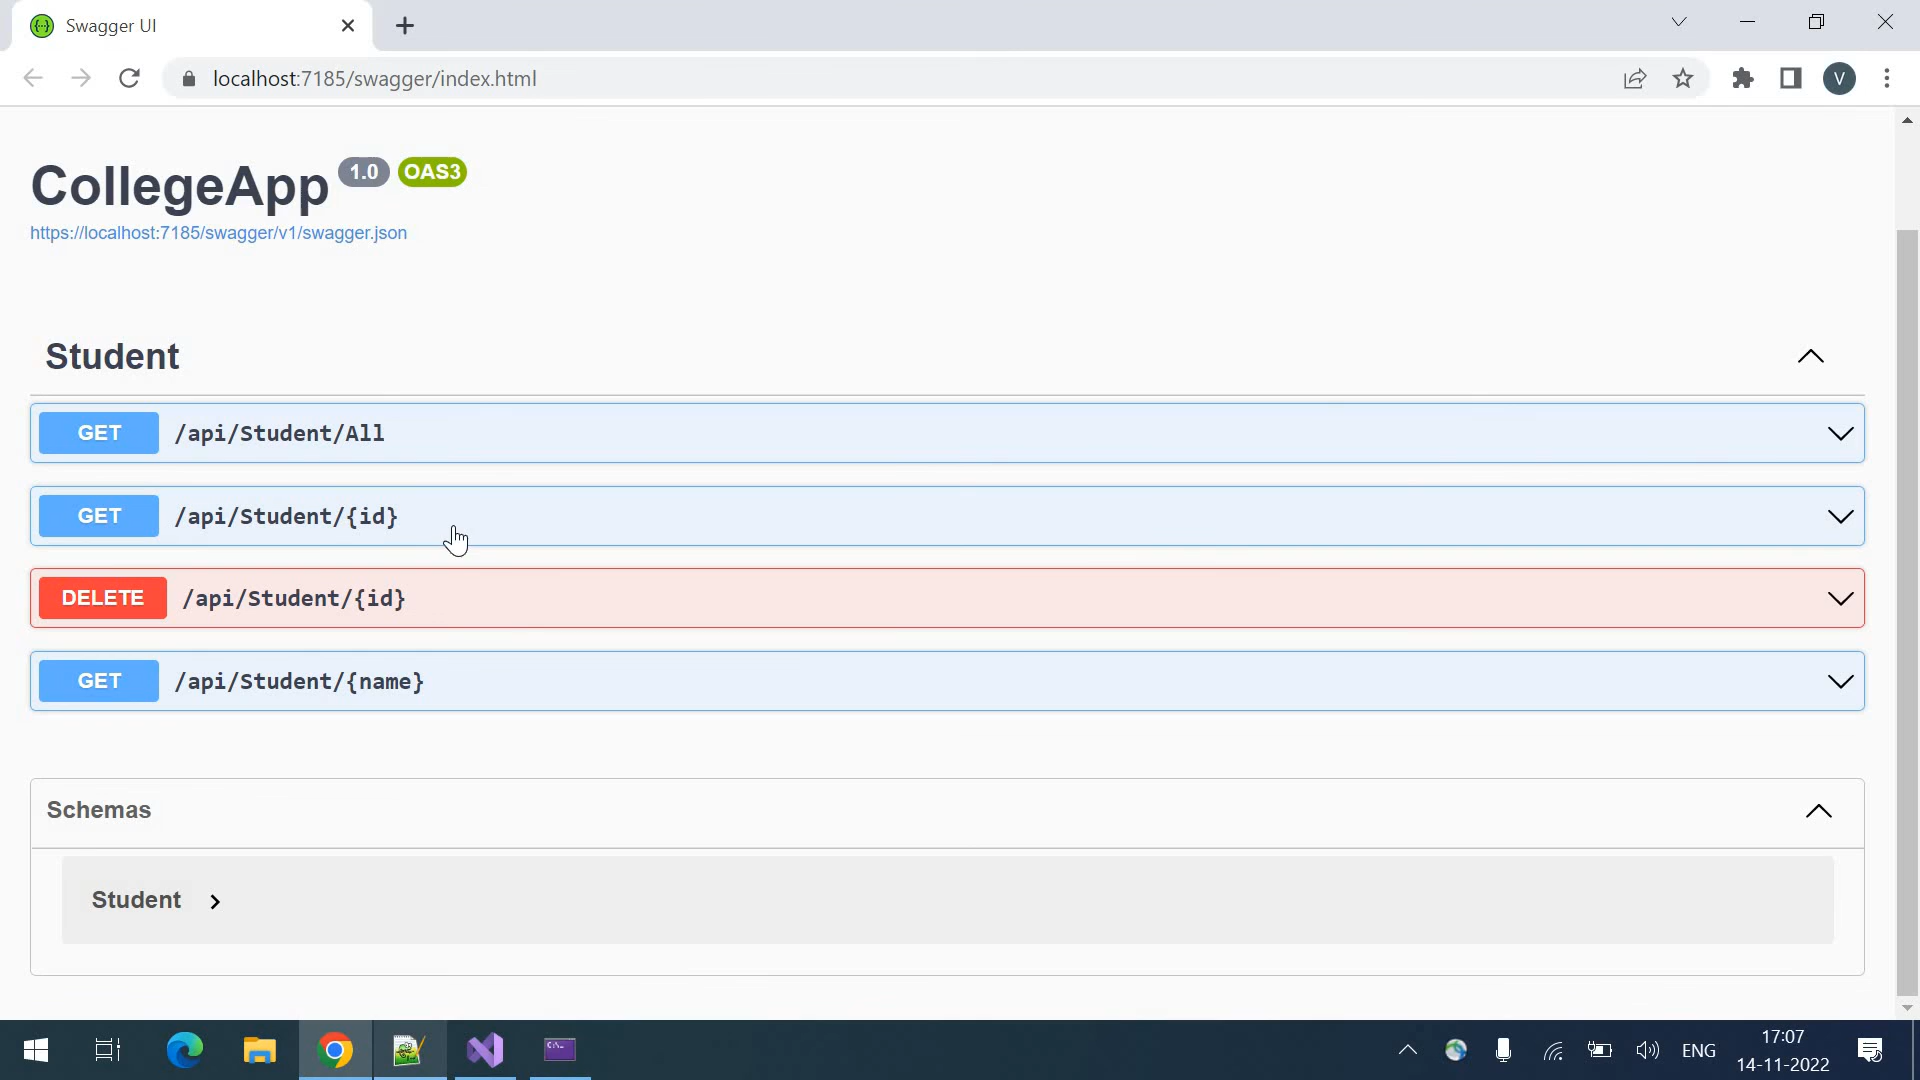 Swagger UI
localhost:7185/swagger/index.html
V
CollegeApp 1.0 OAS3
https://localhost:7185/swagger/v1/swagger.json
Student
GET /api/Student/All
GET /api/Student/{id}
DELETE /api/Student/{id}
GET /api/Student/{name}
Schemas
Student
ENG
17:07
14-11-2022